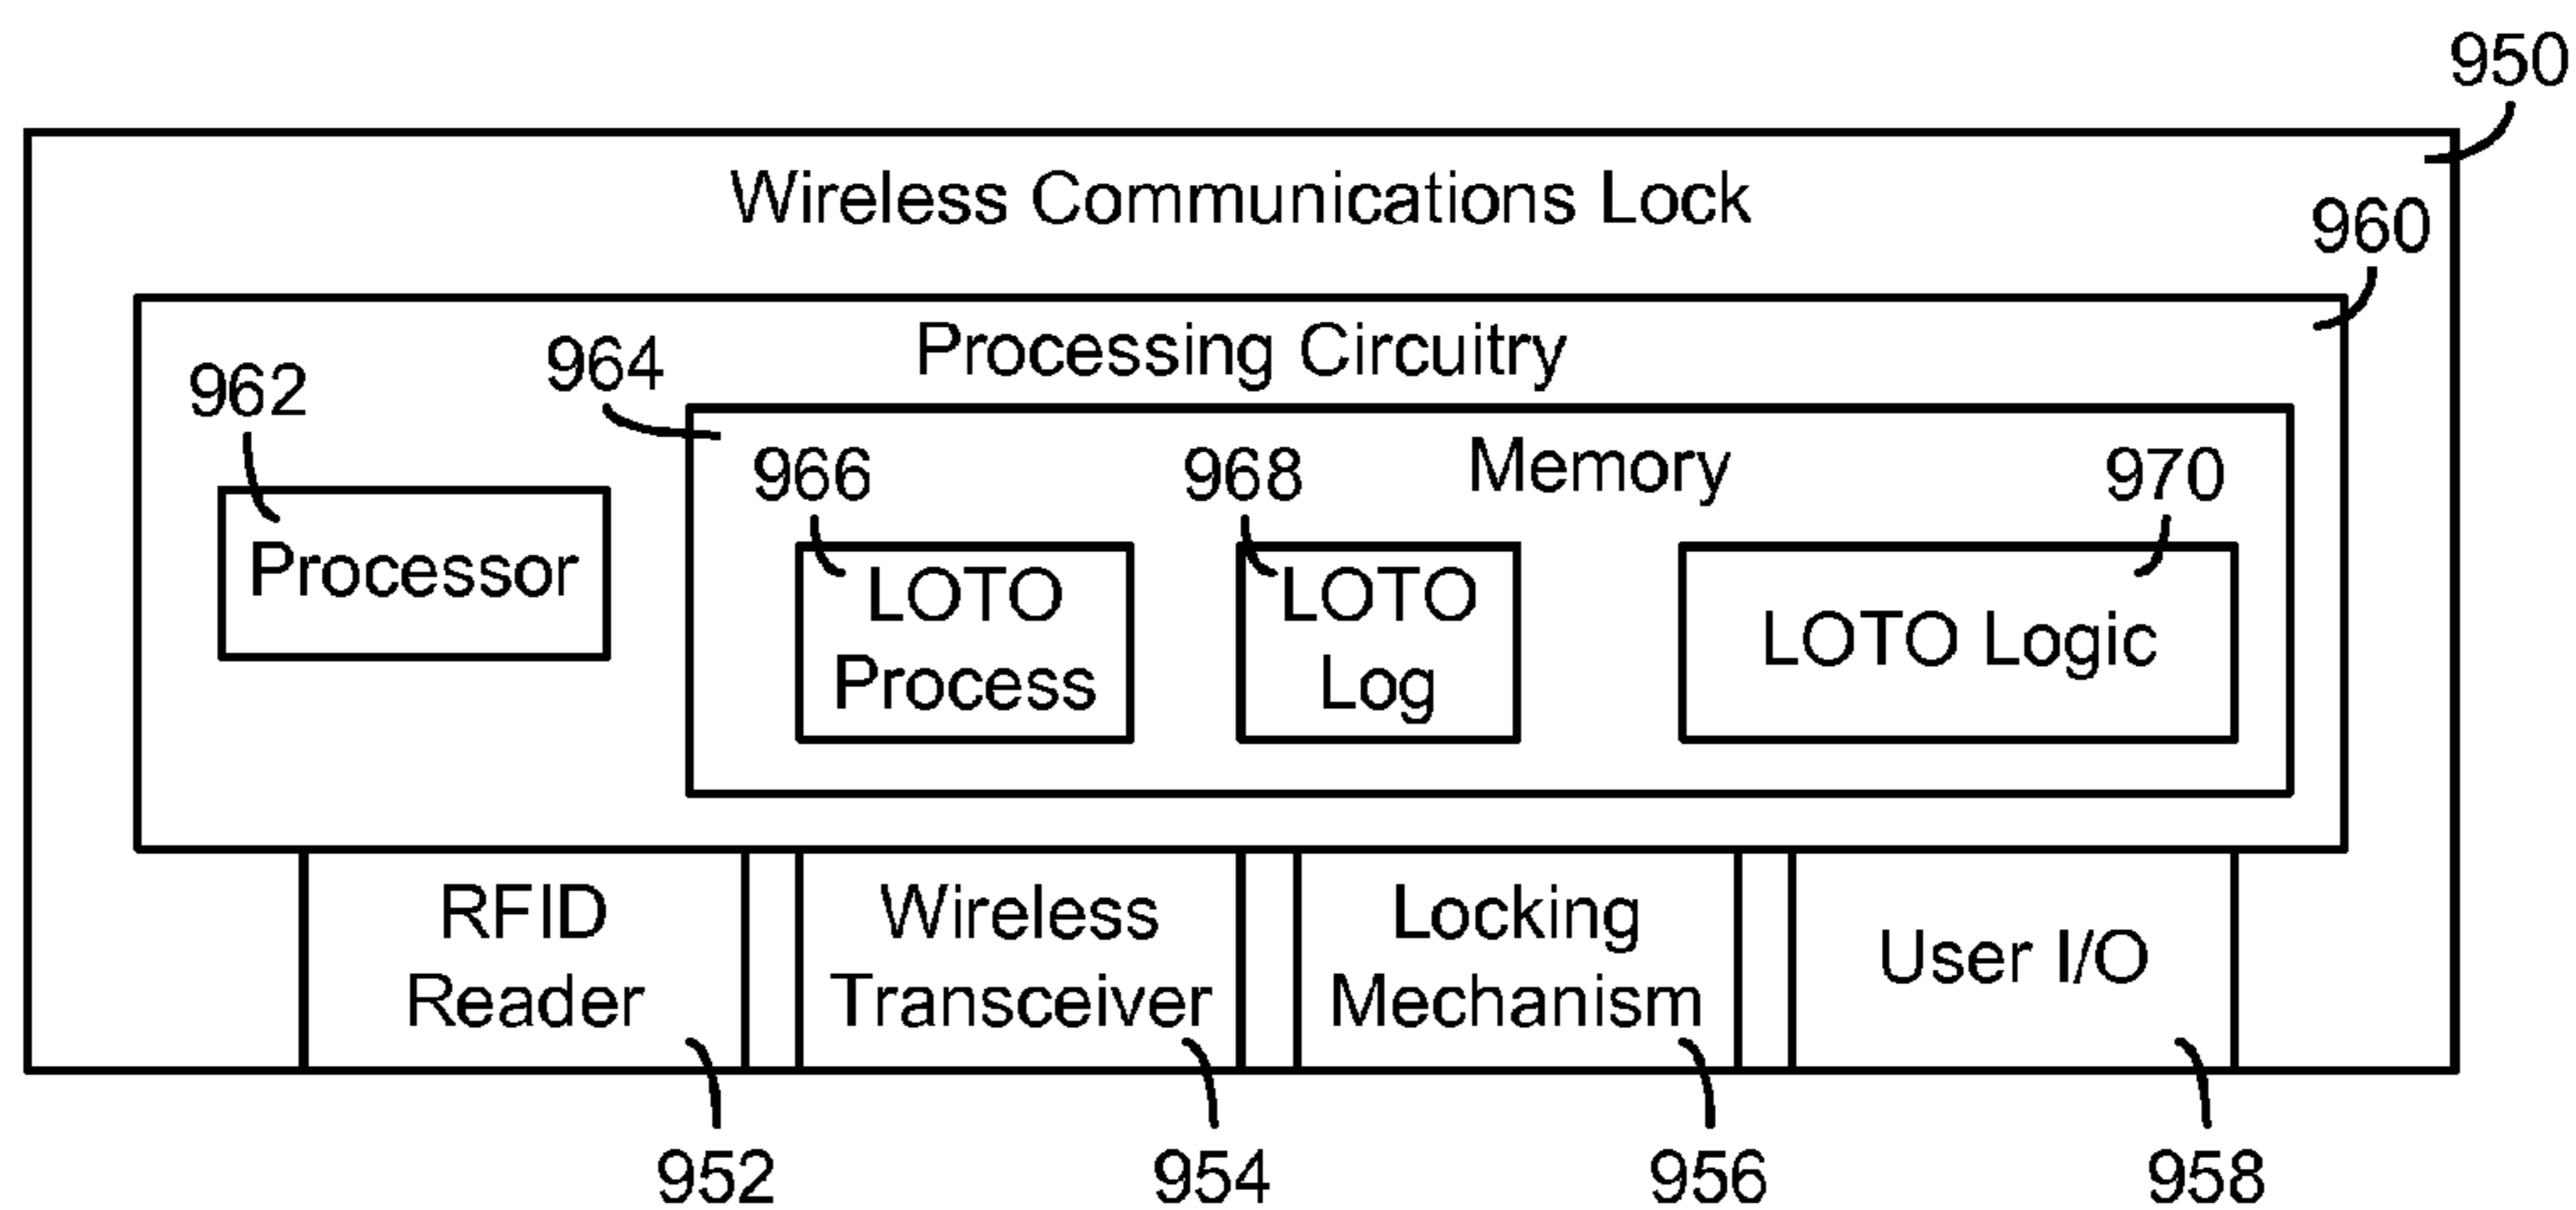 950
Wireless Communications Lock
960
Processing Circuitry
964
962
Memory
966
968
970
Processor
LOTO
Process
LOTO
Log
LOTO Logic
RFID
Reader
Wireless
Transceiver
Locking
Mechanism
User I/O
952
954
956
958